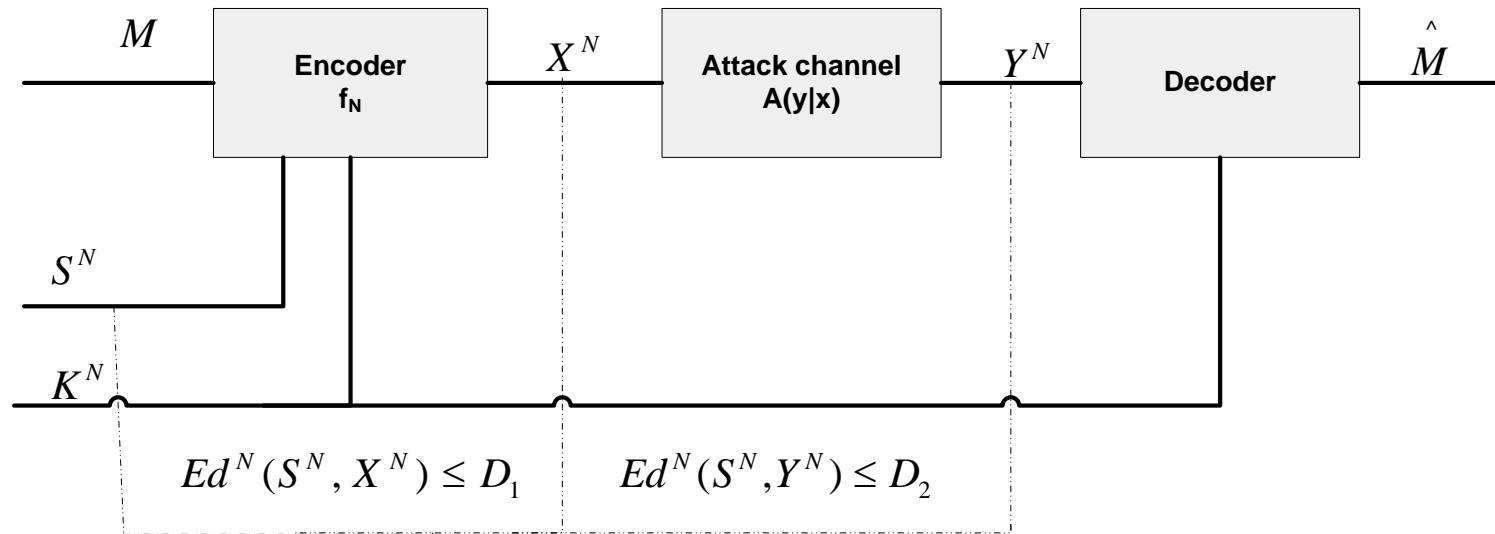 M
Encoder
f_N
X^N
Attack channel
A(y|x)
Y^N
Decoder
^
M
S^N
K^N
Ed^N(S^N, X^N) ≤ D_1
Ed^N(S^N,Y^N) ≤ D_2